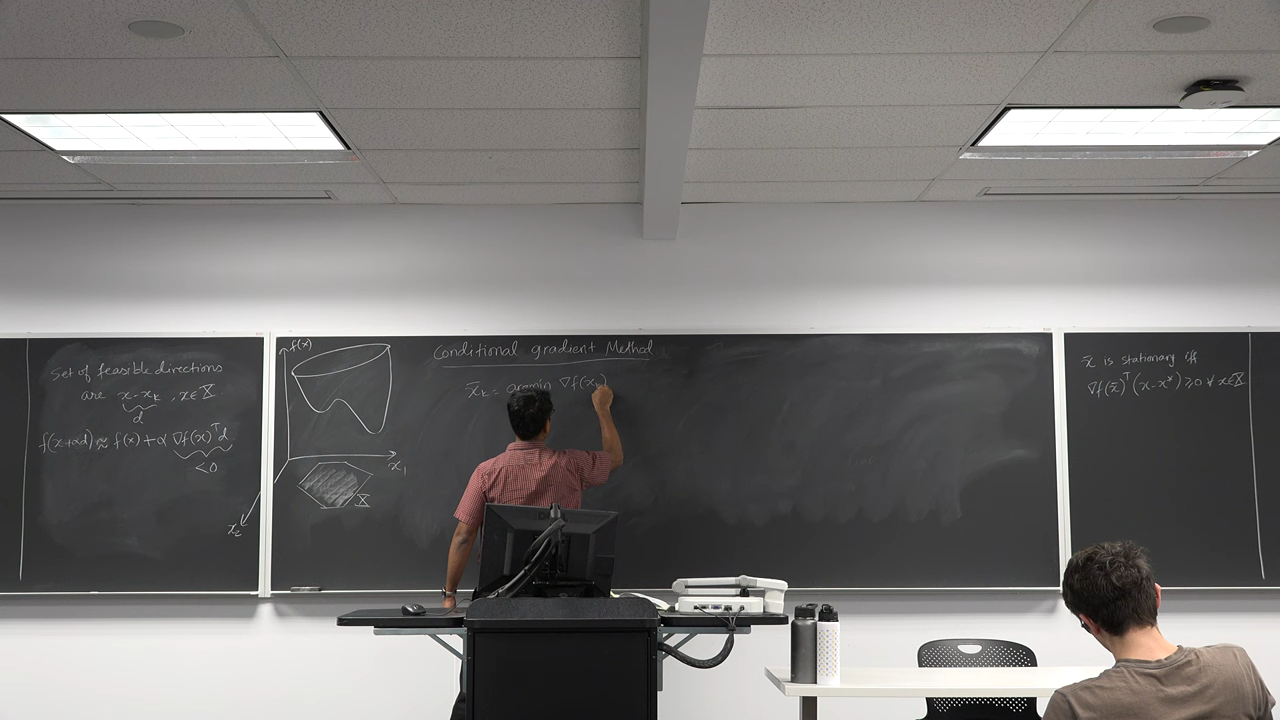 Set of feasible directions
are x - x_k , x ∈ X
d
f(x+αd) ≈ f(x) + α ∇f(x)^T d
<0
f(x)
x_1
x_2
X
Conditional gradient Method
x̄_k = argmin ∇f(x_k)
x̄ is stationary iff
∇f(x̄)^T (x - x*) ≥ 0 ∀ x ∈ X